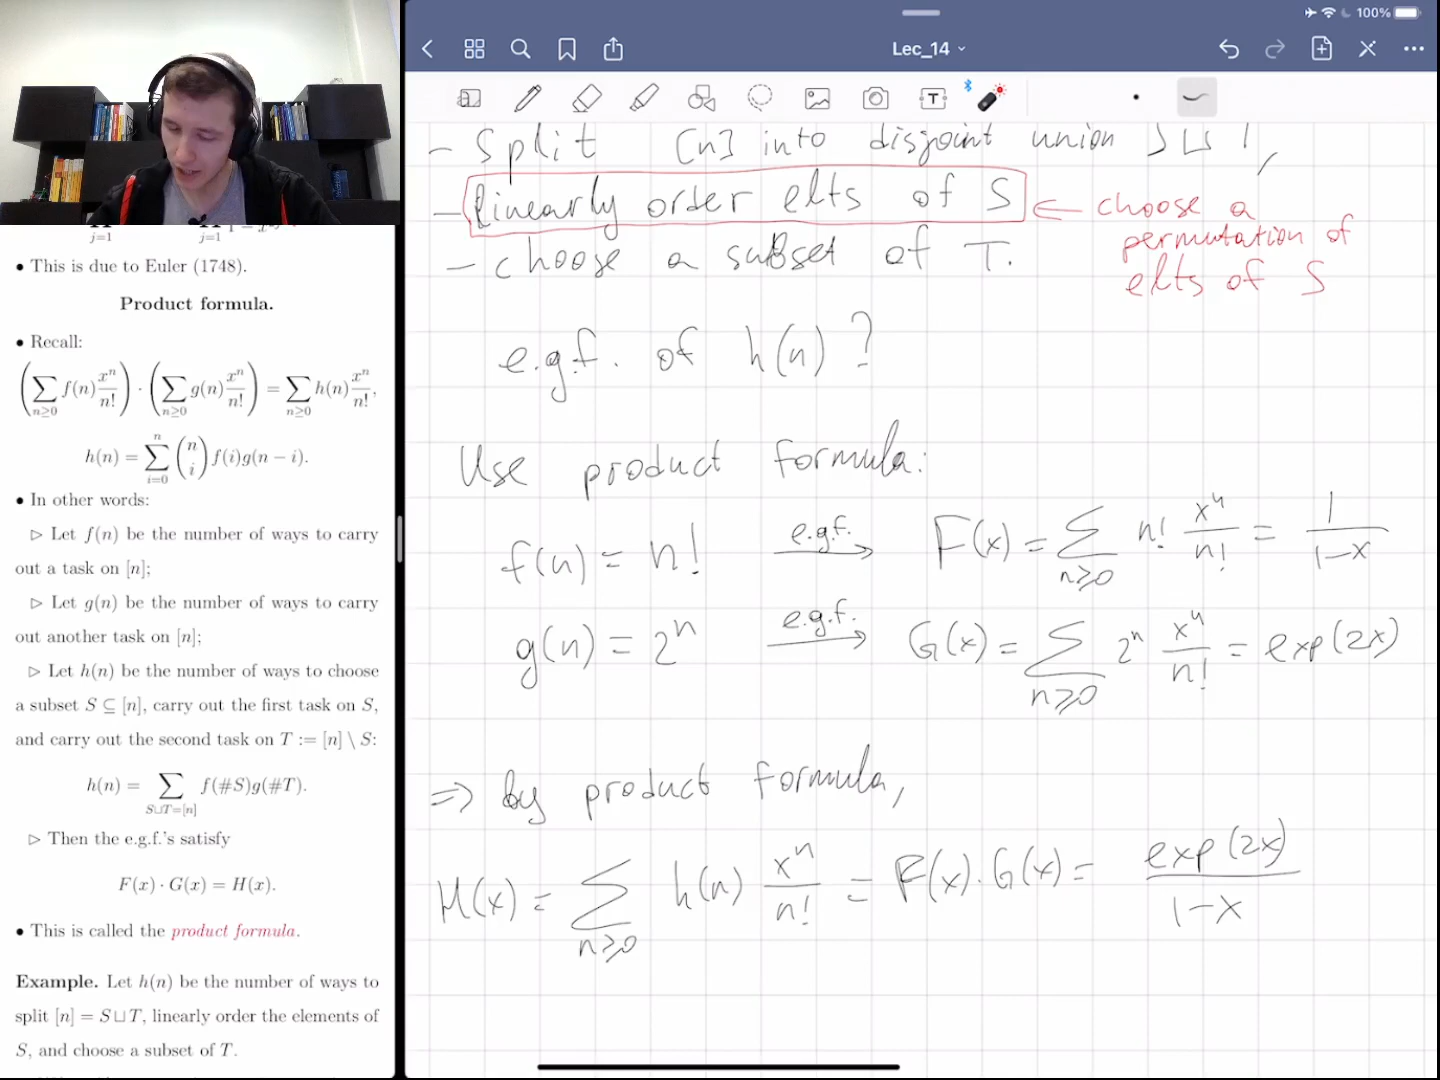 100%
Lec_14
j=1 j=1
• This is due to Euler (1748).
Product formula.
• Recall:
(∑_{n≥0} f(n) x^n/n!) · (∑_{n≥0} g(n) x^n/n!) = ∑_{n≥0} h(n) x^n/n!,
h(n) = ∑_{i=0}^{n} (n i) f(i)g(n − i).
• In other words:
▷ Let f(n) be the number of ways to carry
out a task on [n];
▷ Let g(n) be the number of ways to carry
out another task on [n];
▷ Let h(n) be the number of ways to choose
a subset S ⊆ [n], carry out the first task on S,
and carry out the second task on T := [n] \ S:
h(n) = ∑_{S⊔T=[n]} f(#S)g(#T).
▷ Then the e.g.f.'s satisfy
F(x) · G(x) = H(x).
• This is called the product formula.
Example. Let h(n) be the number of ways to
split [n] = S ⊔ T, linearly order the elements of
S, and choose a subset of T.
- Split [n] into disjoint union S ⊔ T,
- linearly order elts of S ← choose a
permutation of
elts of S
- choose a subset of T.
e.g.f. of h(n)?
Use product formula:
f(n) = n! e.g.f. → F(x) = ∑_{n≥0} n! x^n/n! = 1/(1-x)
g(n) = 2^n e.g.f. → G(x) = ∑_{n≥0} 2^n x^n/n! = exp(2x)
⇒ by product formula,
H(x) = ∑_{n≥0} h(n) x^n/n! = F(x)·G(x) = exp(2x)/(1-x)